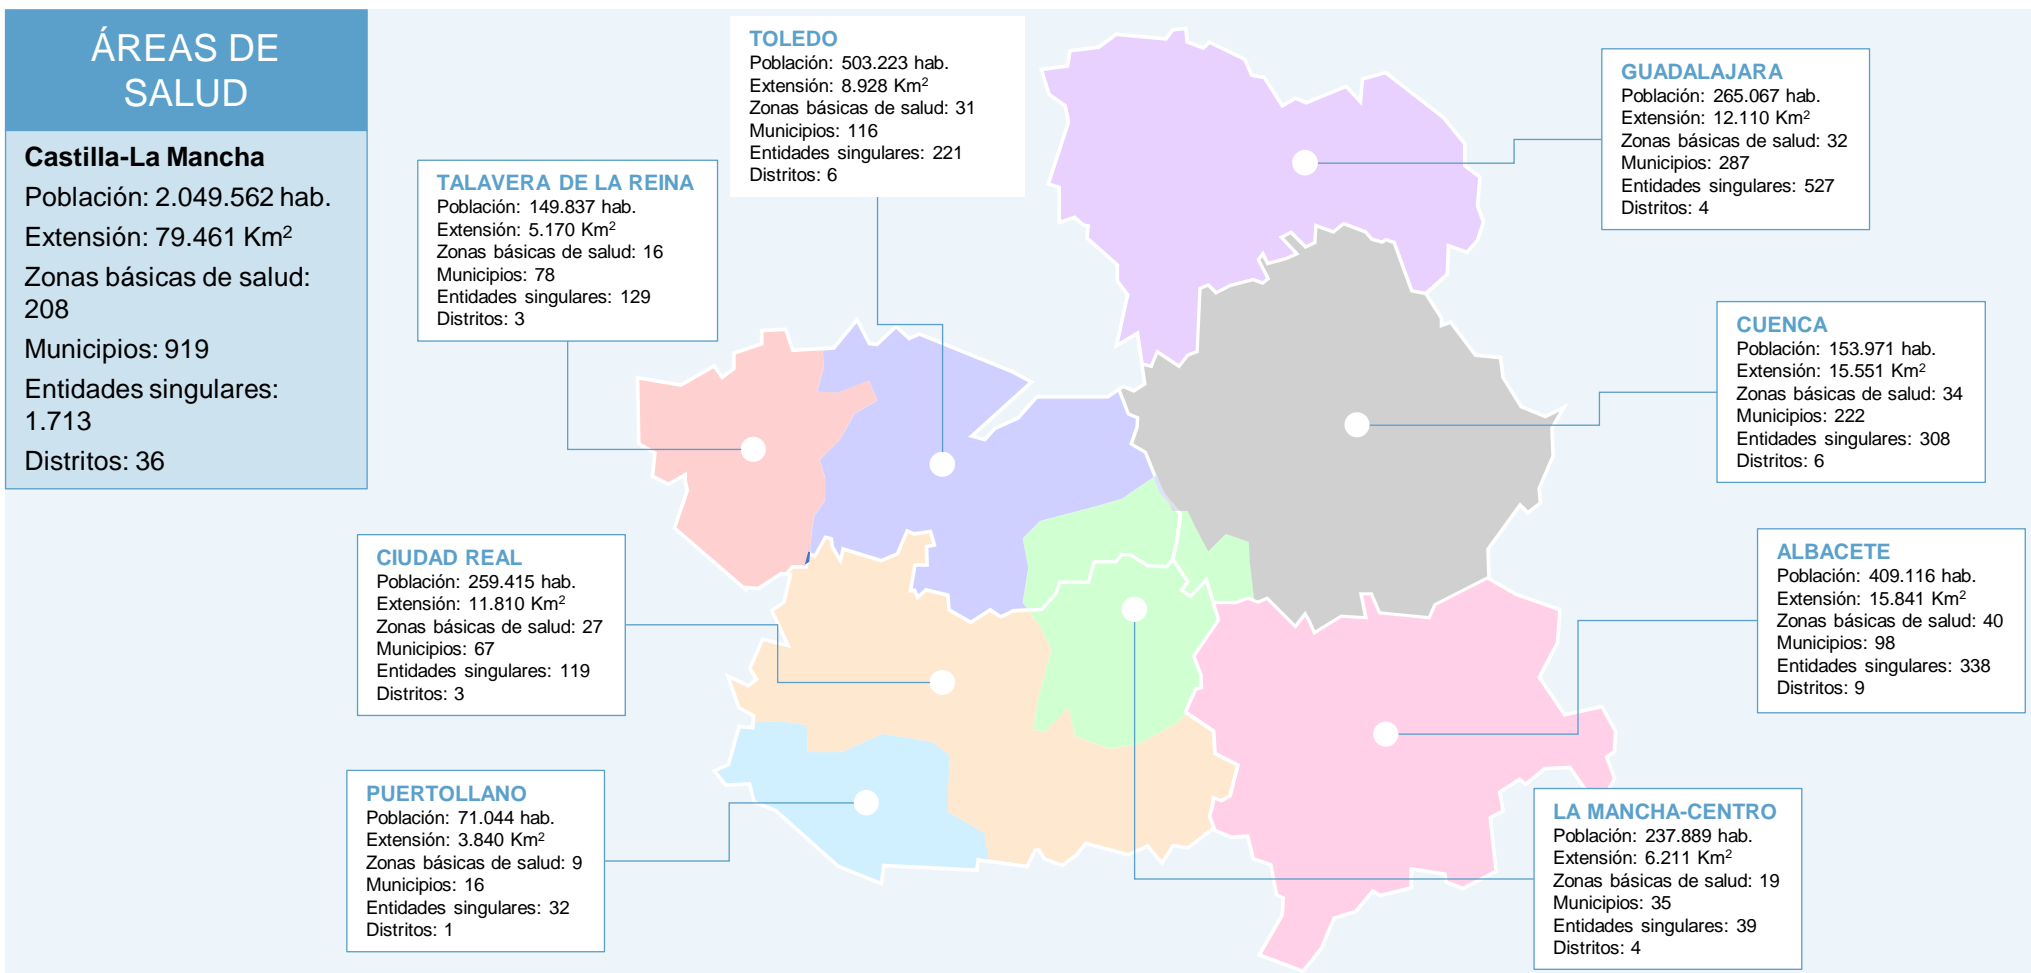 ÁREAS DE
SALUD
Castilla-La Mancha
Población: 2.049.562 hab.
Extensión: 79.461 Km²
Zonas básicas de salud:
208
Municipios: 919
Entidades singulares:
1.713
Distritos: 36
TOLEDO
Población: 503.223 hab.
Extensión: 8.928 Km²
Zonas básicas de salud: 31
Municipios: 116
Entidades singulares: 221
Distritos: 6
GUADALAJARA
Población: 265.067 hab.
Extensión: 12.110 Km²
Zonas básicas de salud: 32
Municipios: 287
Entidades singulares: 527
Distritos: 4
TALAVERA DE LA REINA
Población: 149.837 hab.
Extensión: 5.170 Km²
Zonas básicas de salud: 16
Municipios: 78
Entidades singulares: 129
Distritos: 3
CUENCA
Población: 153.971 hab.
Extensión: 15.551 Km²
Zonas básicas de salud: 34
Municipios: 222
Entidades singulares: 308
Distritos: 6
CIUDAD REAL
Población: 259.415 hab.
Extensión: 11.810 Km²
Zonas básicas de salud: 27
Municipios: 67
Entidades singulares: 119
Distritos: 3
ALBACETE
Población: 409.116 hab.
Extensión: 15.841 Km²
Zonas básicas de salud: 40
Municipios: 98
Entidades singulares: 338
Distritos: 9
PUERTOLLANO
Población: 71.044 hab.
Extensión: 3.840 Km²
Zonas básicas de salud: 9
Municipios: 16
Entidades singulares: 32
Distritos: 1
LA MANCHA-CENTRO
Población: 237.889 hab.
Extensión: 6.211 Km²
Zonas básicas de salud: 19
Municipios: 35
Entidades singulares: 39
Distritos: 4